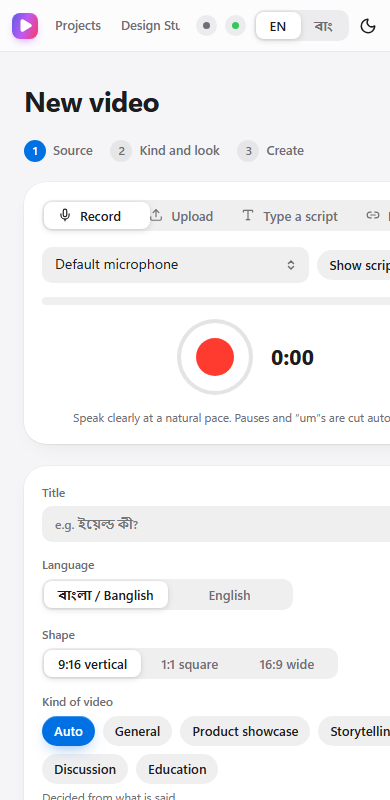 Projects Design Stu EN বাং
New video
1 Source 2 Kind and look 3 Create
Record Upload Type a script
Default microphone Show scrip
0:00
Speak clearly at a natural pace. Pauses and "um"s are cut auto
Title
e.g. ইয়েল্ড কী?
Language
বাংলা / Banglish English
Shape
9:16 vertical 1:1 square 16:9 wide
Kind of video
Auto General Product showcase Storytellin
Discussion Education
Decided from what is said